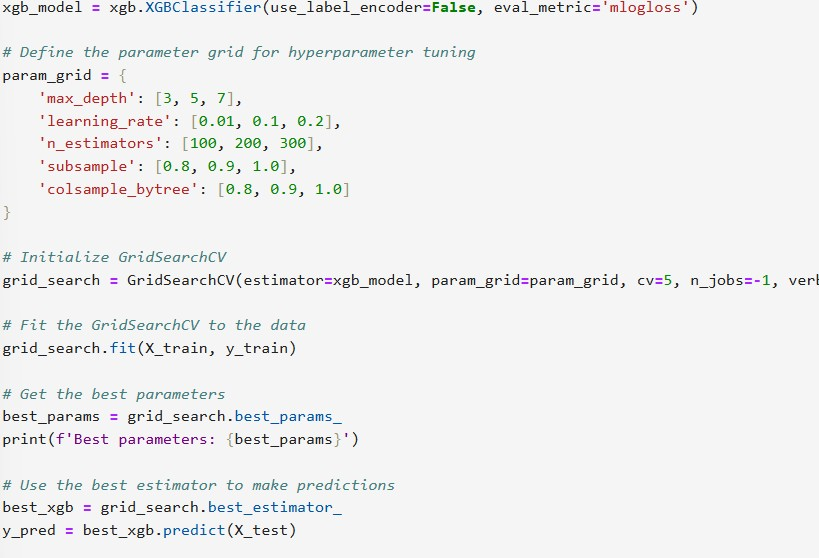 xgb_model = xgb.XGBClassifier(use_label_encoder=False, eval_metric='mlogloss')
# Define the parameter grid for hyperparameter tuning
param_grid = {
    'max_depth': [3, 5, 7],
    'learning_rate': [0.01, 0.1, 0.2],
    'n_estimators': [100, 200, 300],
    'subsample': [0.8, 0.9, 1.0],
    'colsample_bytree': [0.8, 0.9, 1.0]
}
# Initialize GridSearchCV
grid_search = GridSearchCV(estimator=xgb_model, param_grid=param_grid, cv=5, n_jobs=-1,
# Fit the GridSearchCV to the data
grid_search.fit(X_train, y_train)
# Get the best parameters
best_params = grid_search.best_params_
print(f'Best parameters: {best_params}')
# Use the best estimator to make predictions
best_xgb = grid_search.best_estimator_
y_pred = best_xgb.predict(X_test)